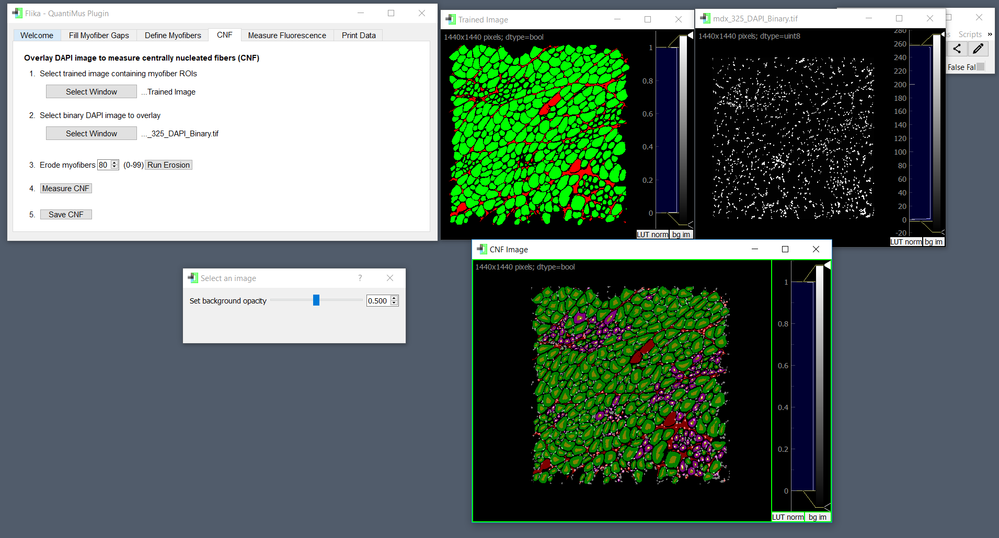 Flika - QuantiMus Plugin
Welcome
Fill Myofiber Gaps
Define Myofibers
CNF
Measure Fluorescence
Print Data
Overlay DAPI image to measure centrally nucleated fibers (CNF)
1. Select trained image containing myofiber ROIs
Select Window ...Trained Image
2. Select binary DAPI image to overlay
Select Window ..._325_DAPI_Binary.tif
3. Erode myofibers 80 (0-99) Run Erosion
4. Measure CNF
5. Save CNF
Trained Image
1440x1440 pixels; dtype=bool
1
0.8
0.6
0.4
0.2
0
LUT norm bg im
mdx_325_DAPI_Binary.tif
1440x1440 pixels; dtype=uint8
280
260
240
220
200
180
160
140
120
100
80
60
40
20
0
-20
LUT norm bg im
Scripts »
False Fal
Select an image ?
Set background opacity 0.500
CNF Image
1440x1440 pixels; dtype=bool
1
0.8
0.6
0.4
0.2
0
LUT norm bg im